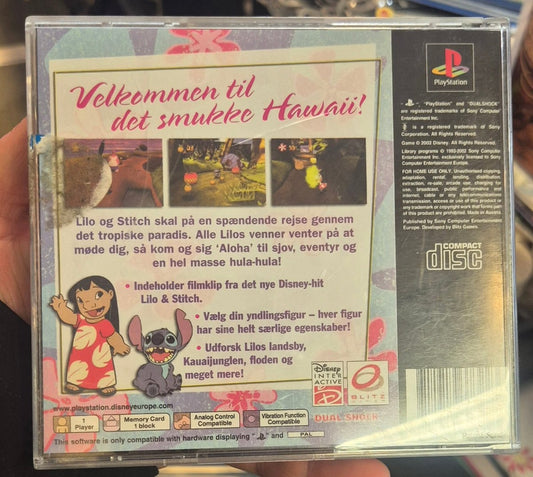 Velkommen til
det smukke Hawaii!
Lilo og Stitch skal på en spændende rejse gennem
det tropiske paradis. Alle Lilos venner venter på at
møde dig, så kom og sig 'Aloha' til sjov, eventyr og
en hel masse hula-hula!
• Indeholder filmklip fra det nye Disney-hit
Lilo & Stitch.
• Vælg din yndlingsfigur – hver figur
har sine helt særlige egenskaber!
• Udforsk Lilos landsby,
Kauaijunglen, floden og
meget mere!
Disney
INTER
ACTIVE
BLITZ
GAMES
www.playstation.disneyeurope.com
1
Player
Memory Card
1 block
Analog Control
Compatible
Vibration Function
Compatible
DUALSHOCK
This software is only compatible with hardware displaying " " and PAL
PlayStation
" ", "PlayStation" and "DUALSHOCK"
are registered trademarks of Sony Computer
Entertainment Inc.
is a registered trademark of Sony
Corporation. All Rights Reserved.
Game © 2002 Disney. All Rights Reserved.
Library programs © 1993-2002 Sony Computer
Entertainment Inc. exclusively licensed to Sony
Computer Entertainment Europe.
FOR HOME USE ONLY. Unauthorised copying,
adaptation, rental, lending, distribution,
extraction, re-sale, arcade use, charging for
use, broadcast, public performance and
internet, cable or any telecommunications
transmission, access or use of this product or
any trademark or copyright work that forms part
of this product are prohibited. Made in Austria.
Published by Sony Computer Entertainment
Europe. Developed by Blitz Games.
COMPACT
disc